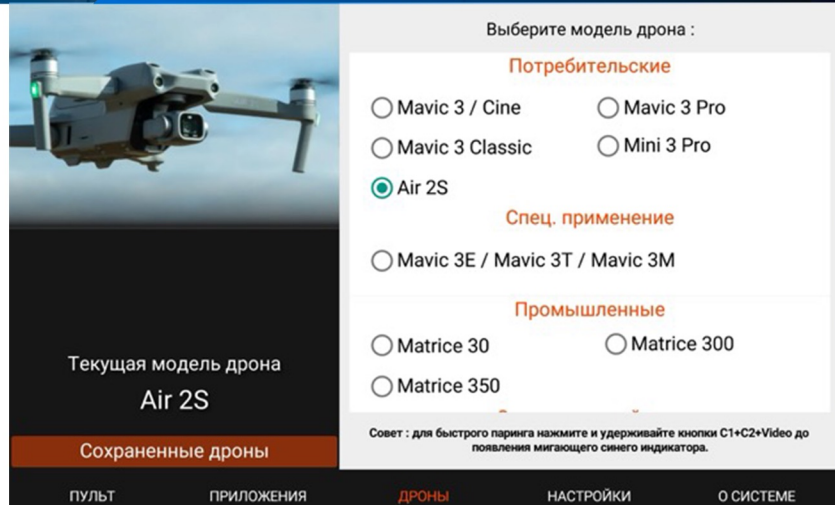 Выберите модель дрона :
Потребительские
Mavic 3 / Cine
Mavic 3 Pro
Mavic 3 Classic
Mini 3 Pro
Air 2S
Спец. применение
Mavic 3E / Mavic 3T / Mavic 3M
Промышленные
Matrice 30
Matrice 300
Matrice 350
Текущая модель дрона
Air 2S
Сохраненные дроны
Совет : для быстрого паринга нажмите и удерживайте кнопки C1+C2+Video до
появления мигающего синего индикатора.
ПУЛЬТ
ПРИЛОЖЕНИЯ
ДРОНЫ
НАСТРОЙКИ
О СИСТЕМЕ